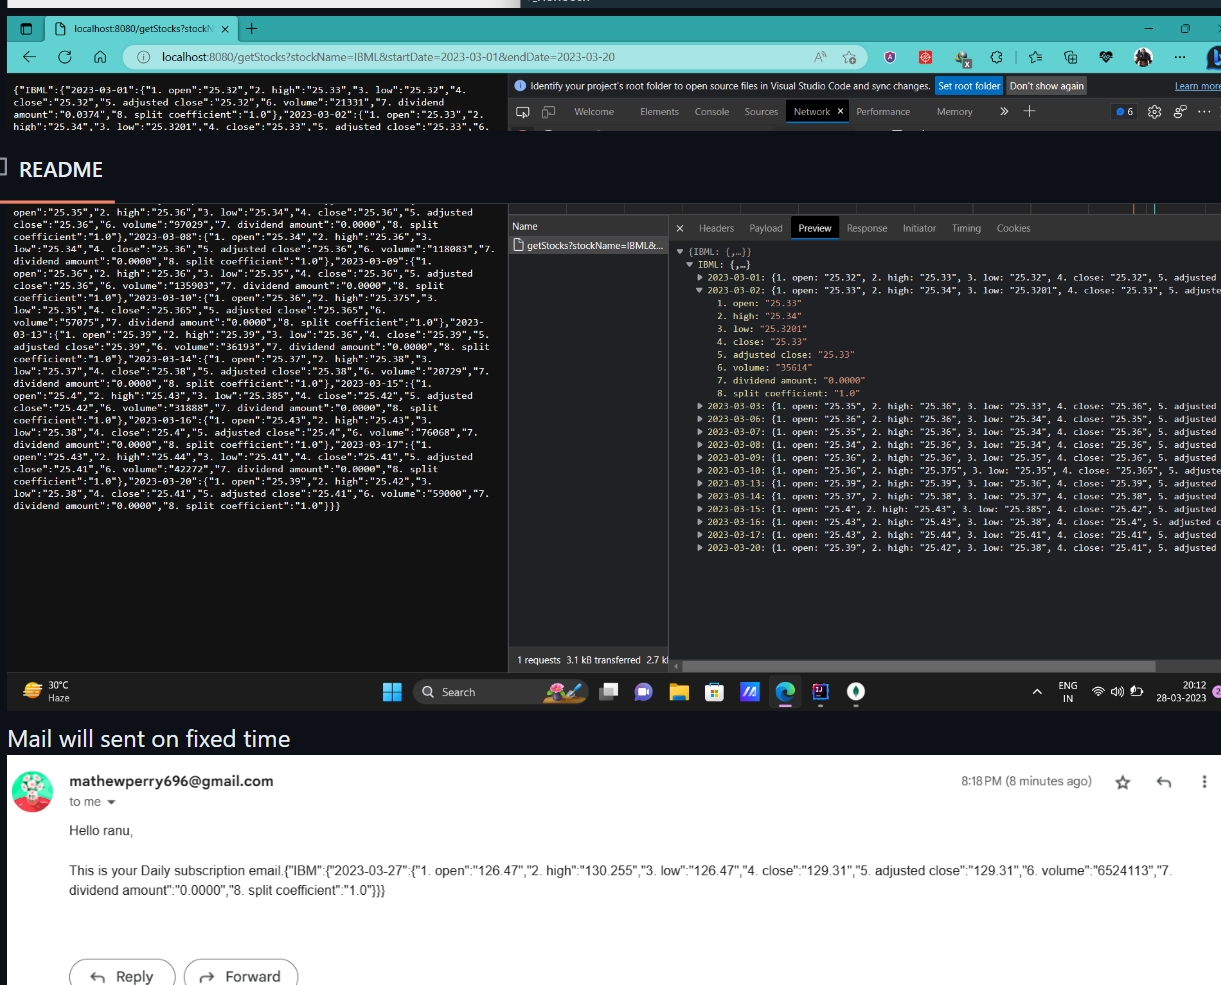 localhost:8080/getStocks?stockN
localhost:8080/getStocks?stockName=IBML&startDate=2023-03-01&endDate=2023-03-20
{"IBML":{"2023-03-01":{"1. open":"25.32","2. high":"25.33","3. low":"25.32","4.
close":"25.32","5. adjusted close":"25.32","6. volume":"21331","7. dividend
amount":"0.0374","8. split coefficient":"1.0"},"2023-03-02":{"1. open":"25.33","2.
high":"25.34","3. low":"25.3201","4. close":"25.33","5. adjusted close":"25.33","6.
Identify your project's root folder to open source files in Visual Studio Code and sync changes. Set root folder Don't show again Learn more
Welcome Elements Console Sources Network Performance Memory 6
README
open":"25.35","2. high":"25.36","3. low":"25.34","4. close":"25.36","5. adjusted
close":"25.36","6. volume":"97029","7. dividend amount":"0.0000","8. split
coefficient":"1.0"},"2023-03-08":{"1. open":"25.34","2. high":"25.36","3.
low":"25.34","4. close":"25.36","5. adjusted close":"25.36","6. volume":"118083","7.
dividend amount":"0.0000","8. split coefficient":"1.0"},"2023-03-09":{"1.
open":"25.36","2. high":"25.36","3. low":"25.35","4. close":"25.36","5. adjusted
close":"25.36","6. volume":"135903","7. dividend amount":"0.0000","8. split
coefficient":"1.0"},"2023-03-10":{"1. open":"25.36","2. high":"25.375","3.
low":"25.35","4. close":"25.365","5. adjusted close":"25.365","6.
volume":"57075","7. dividend amount":"0.0000","8. split coefficient":"1.0"},"2023-
03-13":{"1. open":"25.39","2. high":"25.39","3. low":"25.36","4. close":"25.39","5.
adjusted close":"25.39","6. volume":"36193","7. dividend amount":"0.0000","8. split
coefficient":"1.0"},"2023-03-14":{"1. open":"25.37","2. high":"25.38","3.
low":"25.37","4. close":"25.38","5. adjusted close":"25.38","6. volume":"20729","7.
dividend amount":"0.0000","8. split coefficient":"1.0"},"2023-03-15":{"1.
open":"25.4","2. high":"25.43","3. low":"25.385","4. close":"25.42","5. adjusted
close":"25.42","6. volume":"31888","7. dividend amount":"0.0000","8. split
coefficient":"1.0"},"2023-03-16":{"1. open":"25.43","2. high":"25.43","3.
low":"25.38","4. close":"25.4","5. adjusted close":"25.4","6. volume":"76068","7.
dividend amount":"0.0000","8. split coefficient":"1.0"},"2023-03-17":{"1.
open":"25.43","2. high":"25.44","3. low":"25.41","4. close":"25.41","5. adjusted
close":"25.41","6. volume":"42272","7. dividend amount":"0.0000","8. split
coefficient":"1.0"},"2023-03-20":{"1. open":"25.39","2. high":"25.42","3.
low":"25.38","4. close":"25.41","5. adjusted close":"25.41","6. volume":"59000","7.
dividend amount":"0.0000","8. split coefficient":"1.0"}}}
Name
getStocks?stockName=IBML&...
Headers Payload Preview Response Initiator Timing Cookies
{IBML: {,…}}
IBML: {,…}
2023-03-01: {1. open: "25.32", 2. high: "25.33", 3. low: "25.32", 4. close: "25.32", 5. adjusted
2023-03-02: {1. open: "25.33", 2. high: "25.34", 3. low: "25.3201", 4. close: "25.33", 5. adjuste
1. open: "25.33"
2. high: "25.34"
3. low: "25.3201"
4. close: "25.33"
5. adjusted close: "25.33"
6. volume: "35614"
7. dividend amount: "0.0000"
8. split coefficient: "1.0"
2023-03-03: {1. open: "25.35", 2. high: "25.36", 3. low: "25.33", 4. close: "25.36", 5. adjusted
2023-03-06: {1. open: "25.36", 2. high: "25.36", 3. low: "25.34", 4. close: "25.35", 5. adjusted
2023-03-07: {1. open: "25.35", 2. high: "25.36", 3. low: "25.34", 4. close: "25.36", 5. adjusted
2023-03-08: {1. open: "25.34", 2. high: "25.36", 3. low: "25.34", 4. close: "25.36", 5. adjusted
2023-03-09: {1. open: "25.36", 2. high: "25.36", 3. low: "25.35", 4. close: "25.36", 5. adjusted
2023-03-10: {1. open: "25.36", 2. high: "25.375", 3. low: "25.35", 4. close: "25.365", 5. adjuste
2023-03-13: {1. open: "25.39", 2. high: "25.39", 3. low: "25.36", 4. close: "25.39", 5. adjusted
2023-03-14: {1. open: "25.37", 2. high: "25.38", 3. low: "25.37", 4. close: "25.38", 5. adjusted
2023-03-15: {1. open: "25.4", 2. high: "25.43", 3. low: "25.385", 4. close: "25.42", 5. adjusted
2023-03-16: {1. open: "25.43", 2. high: "25.43", 3. low: "25.38", 4. close: "25.4", 5. adjusted c
2023-03-17: {1. open: "25.43", 2. high: "25.44", 3. low: "25.41", 4. close: "25.41", 5. adjusted
2023-03-20: {1. open: "25.39", 2. high: "25.42", 3. low: "25.38", 4. close: "25.41", 5. adjusted
1 requests 3.1 kB transferred 2.7 k
30°C
Haze
Search
ENG
IN
20:12
28-03-2023
Mail will sent on fixed time
mathewperry696@gmail.com
8:18 PM (8 minutes ago)
to me
Hello ranu,
This is your Daily subscription email.{"IBM":{"2023-03-27":{"1. open":"126.47","2. high":"130.255","3. low":"126.47","4. close":"129.31","5. adjusted close":"129.31","6. volume":"6524113","7.
dividend amount":"0.0000","8. split coefficient":"1.0"}}}
Reply Forward